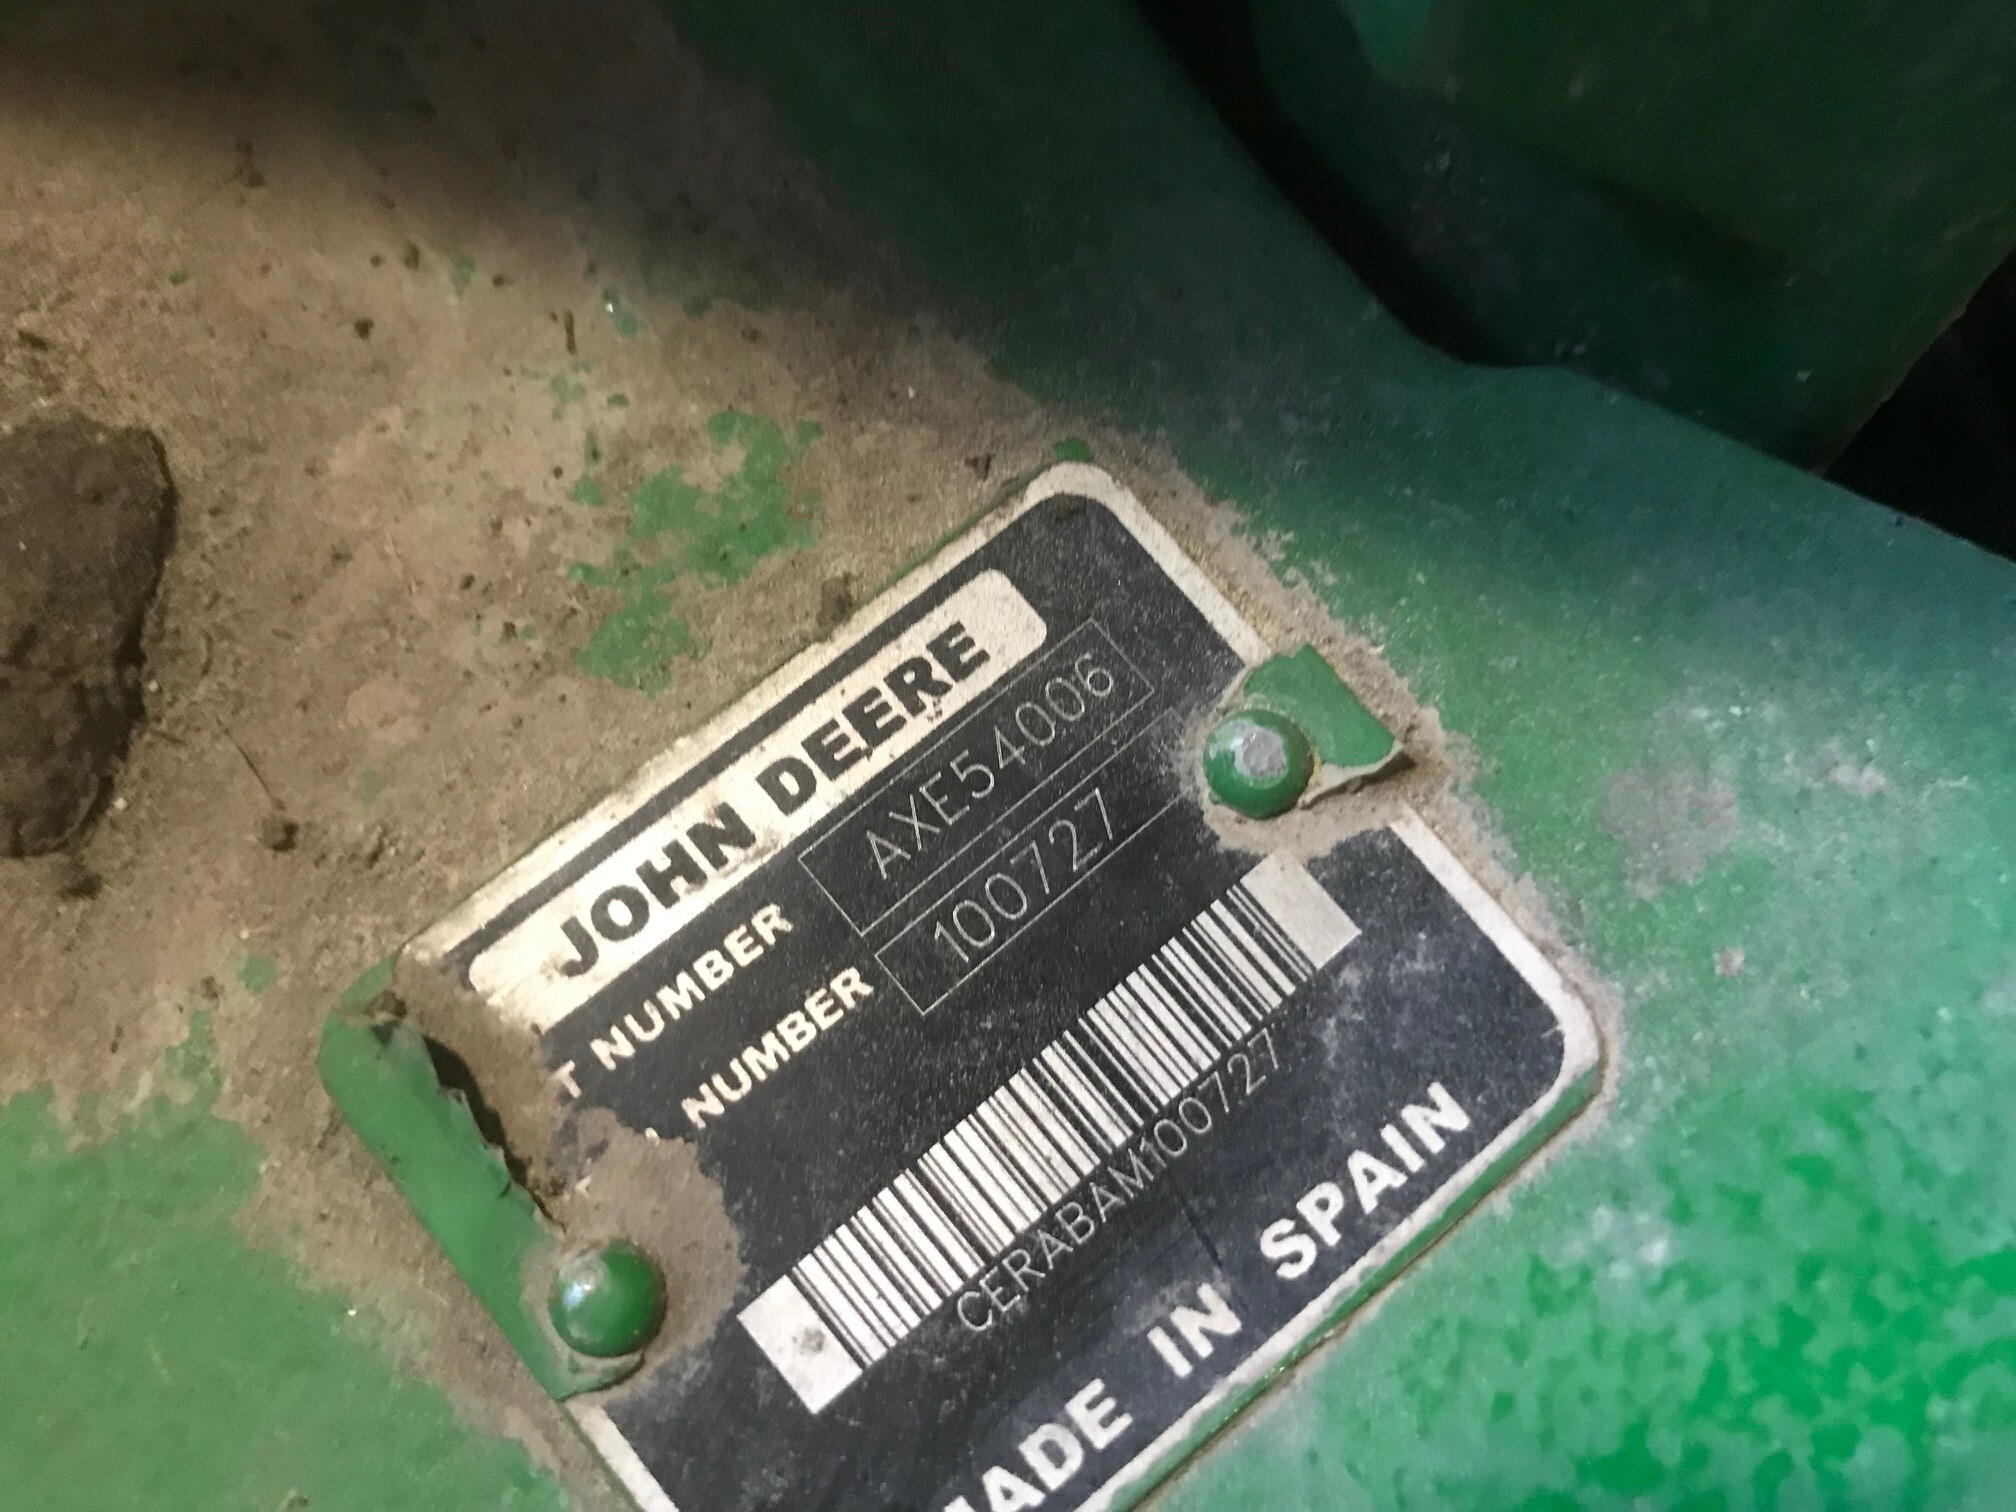 JOHN DEERE
T NUMBER AXE54006
L NUMBER 100727
CERABAM100727
MADE IN SPAIN